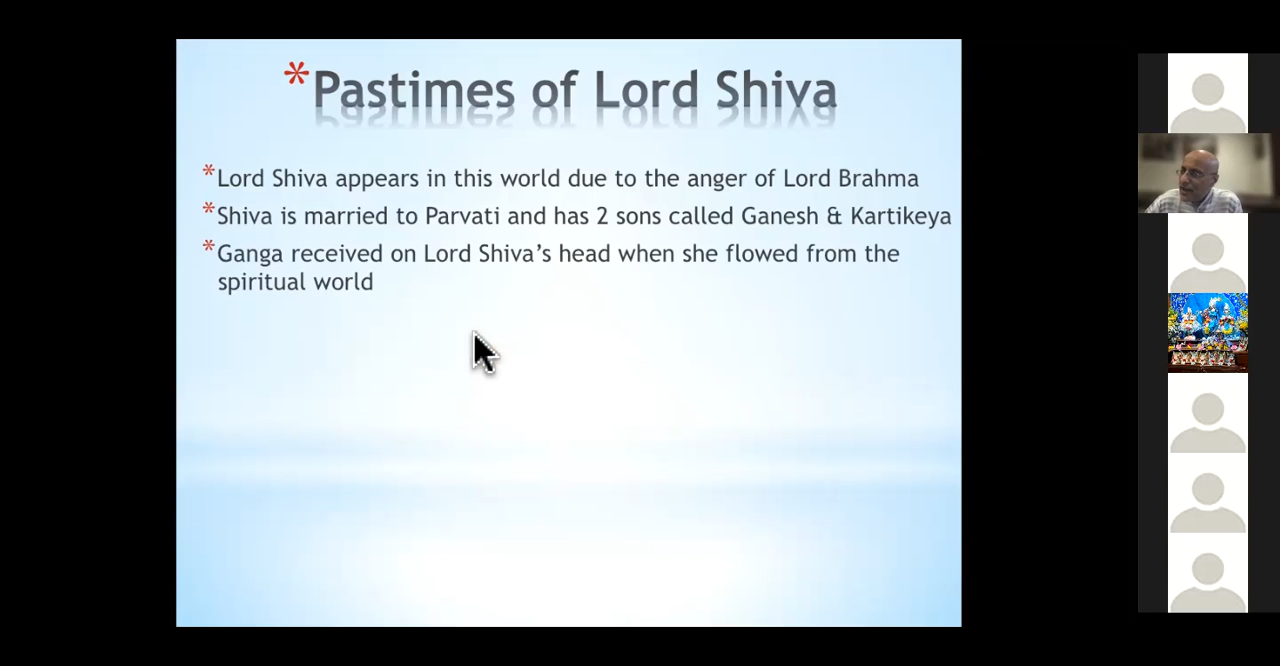 *Pastimes of Lord Shiva
*Lord Shiva appears in this world due to the anger of Lord Brahma
*Shiva is married to Parvati and has 2 sons called Ganesh & Kartikeya
*Ganga received on Lord Shiva’s head when she flowed from the
spiritual world